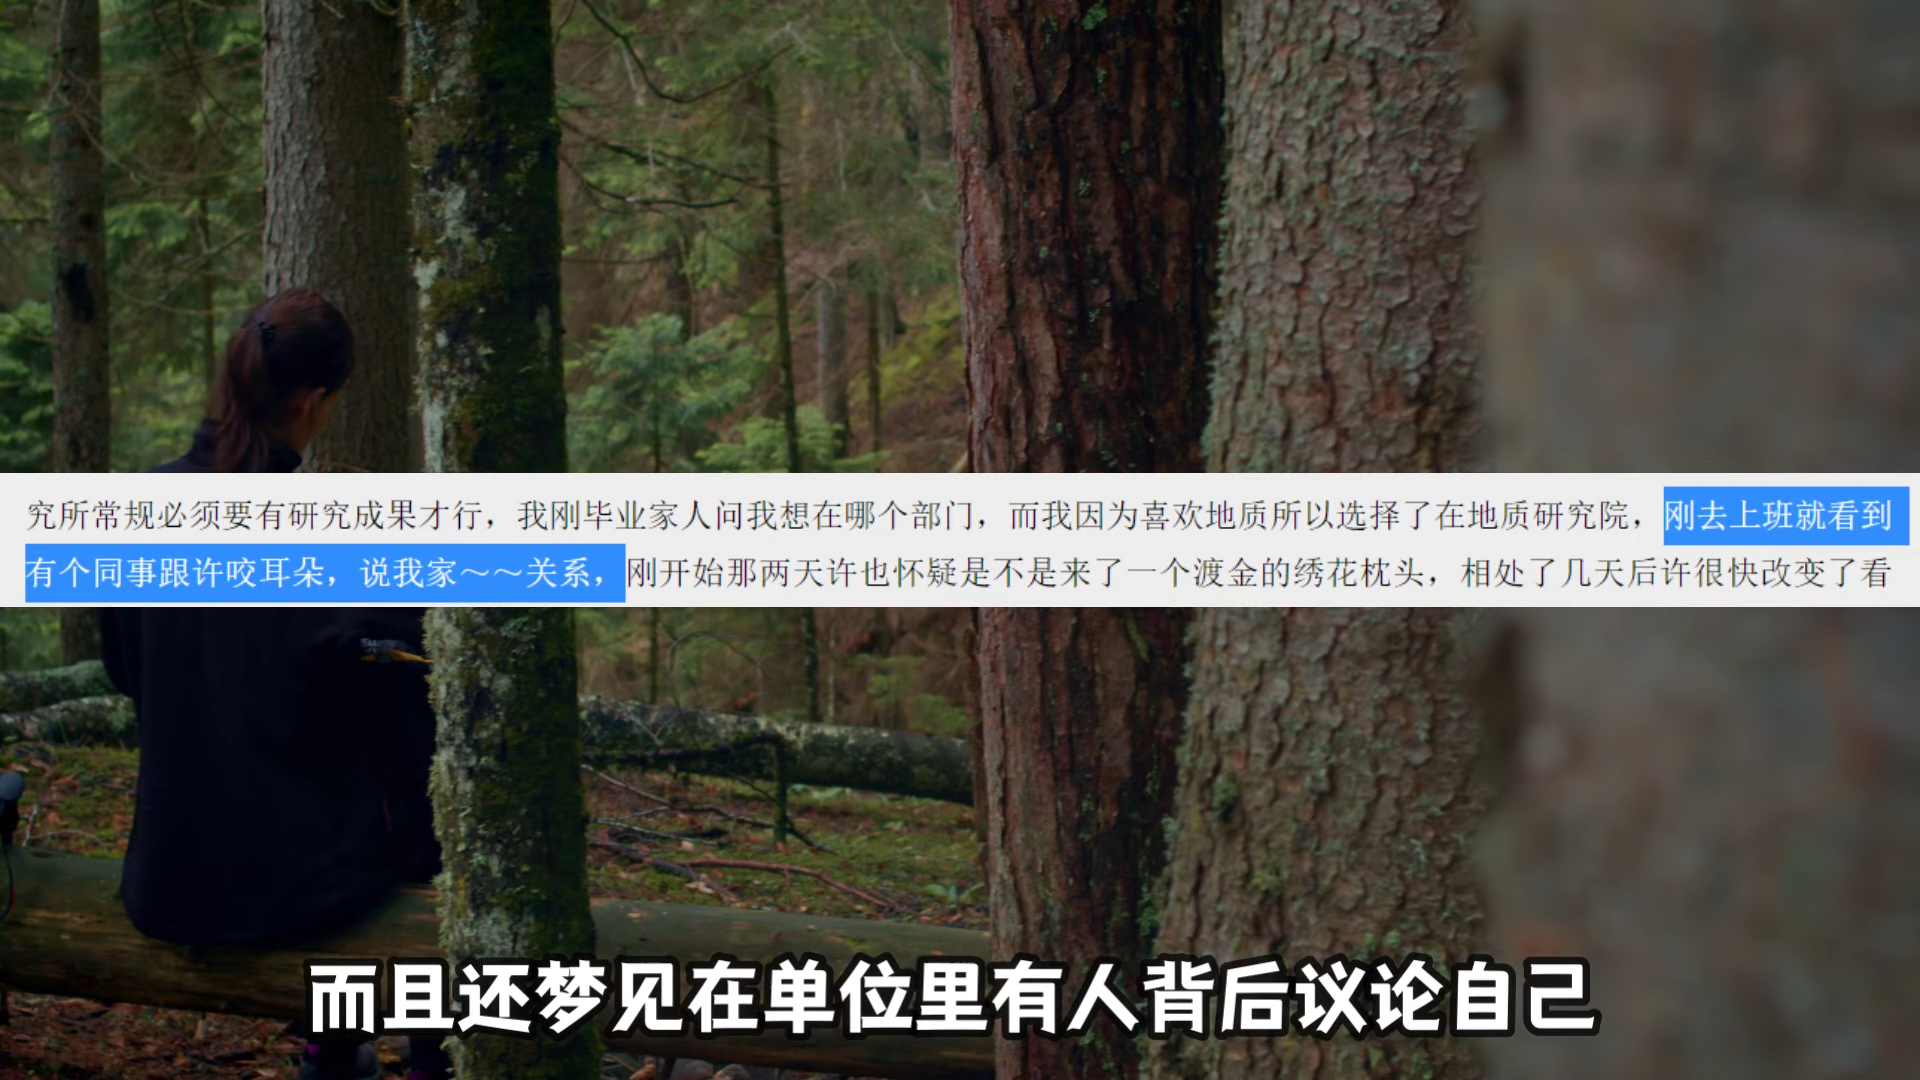 究所常规必须要有研究成果才行，我刚毕业家人问我想在哪个部门，而我因为喜欢地质所以选择了在地质研究院，刚去上班就看到
有个同事跟许咬耳朵，说我家～～关系，刚开始那两天许也怀疑是不是来了一个渡金的绣花枕头，相处了几天后许很快改变了看
而且还梦见在单位里有人背后议论自己